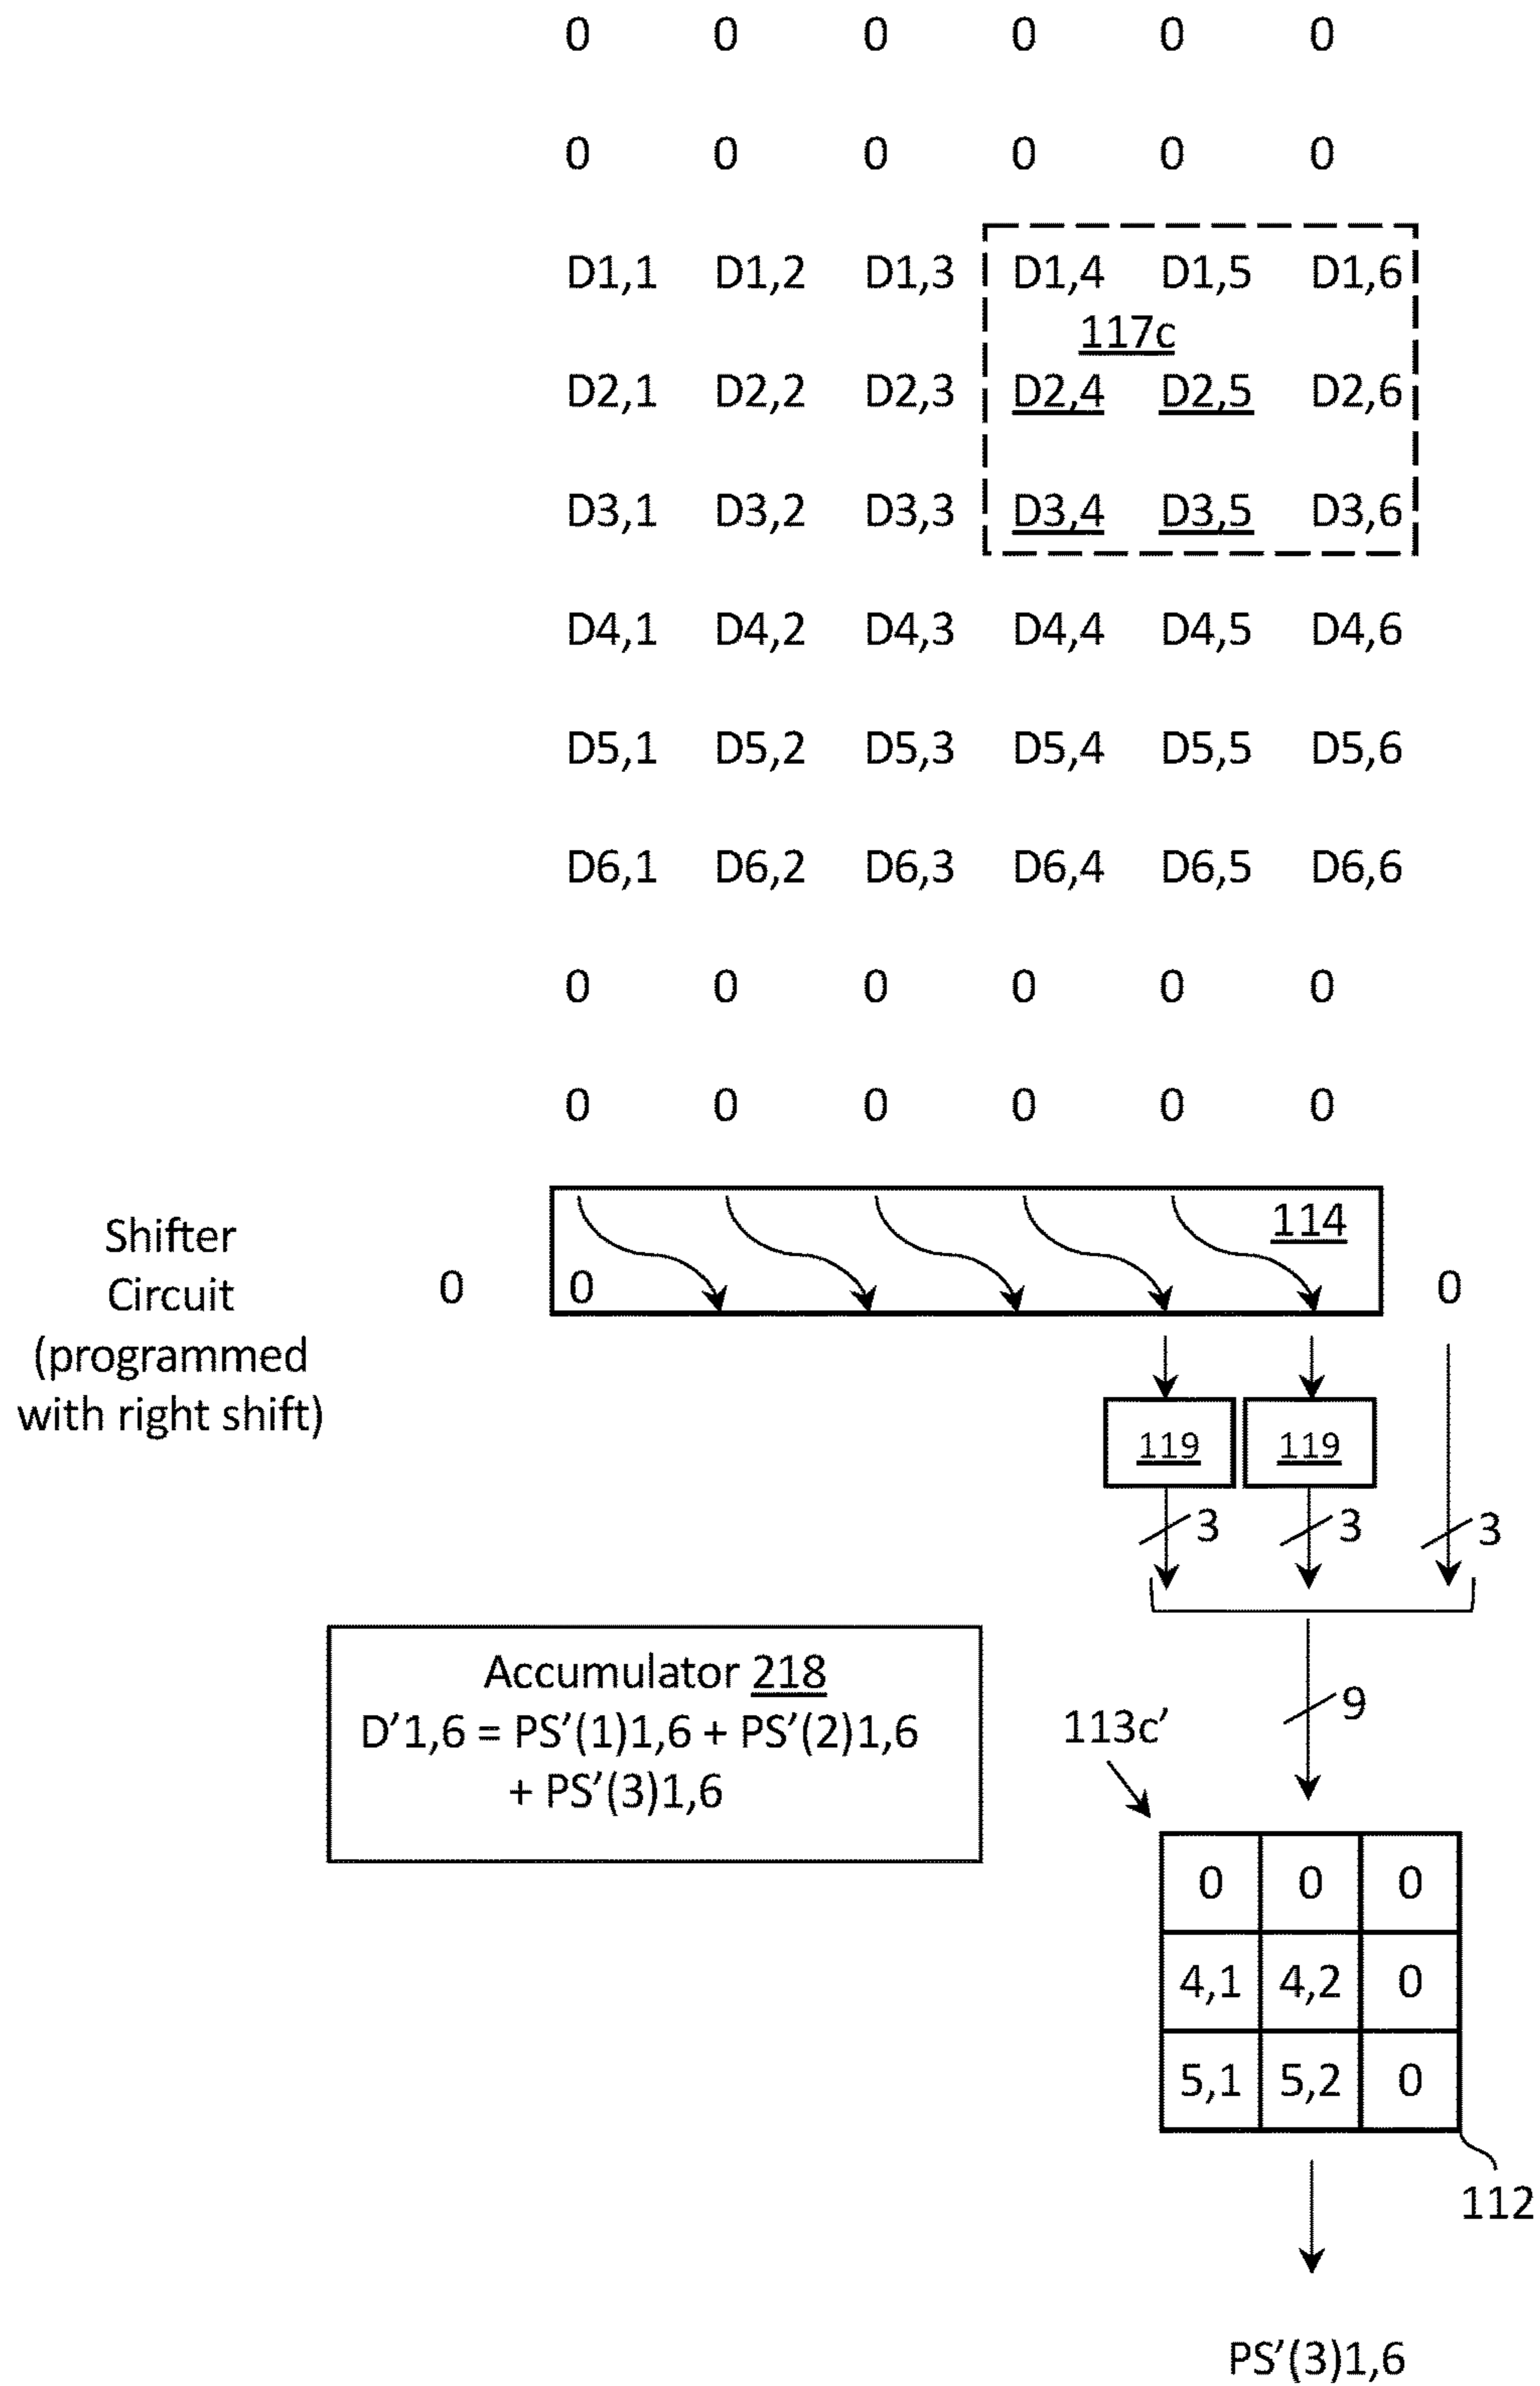 0 0 0 0 0 0
0 0 0 0 0 0
D1,1 D1,2 D1,3 D1,4 D1,5 D1,6
117c
D2,1 D2,2 D2,3 D2,4 D2,5 D2,6
D3,1 D3,2 D3,3 D3,4 D3,5 D3,6
D4,1 D4,2 D4,3 D4,4 D4,5 D4,6
D5,1 D5,2 D5,3 D5,4 D5,5 D5,6
D6,1 D6,2 D6,3 D6,4 D6,5 D6,6
0 0 0 0 0 0
0 0 0 0 0 0
Shifter
Circuit
(programmed
with right shift)
114
0 0 0
119 119
3 3 3
Accumulator 218
D’1,6 = PS’(1)1,6 + PS’(2)1,6
+ PS’(3)1,6
9
113c’
0 0 0
4,1 4,2 0
5,1 5,2 0
112
PS’(3)1,6